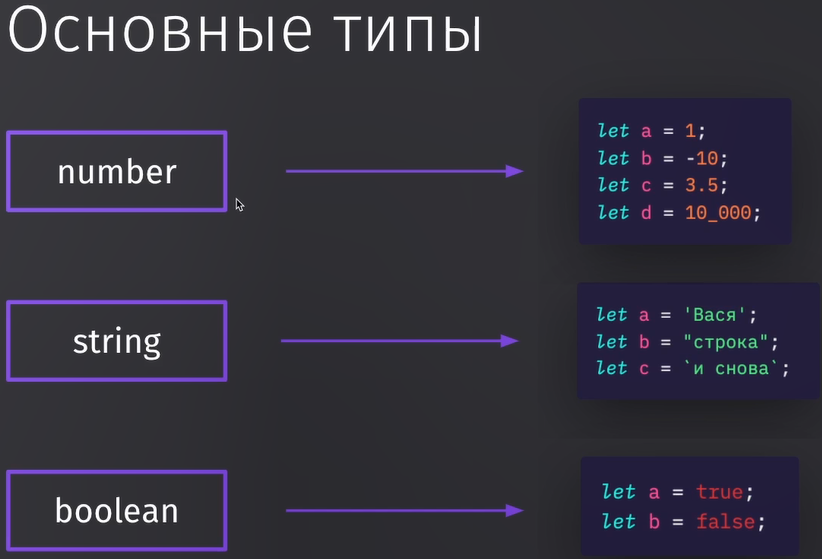 Основные типы
number
let a = 1;
let b = -10;
let c = 3.5;
let d = 10_000;
string
let a = 'Вася';
let b = "строка";
let c = `и снова`;
boolean
let a = true;
let b = false;